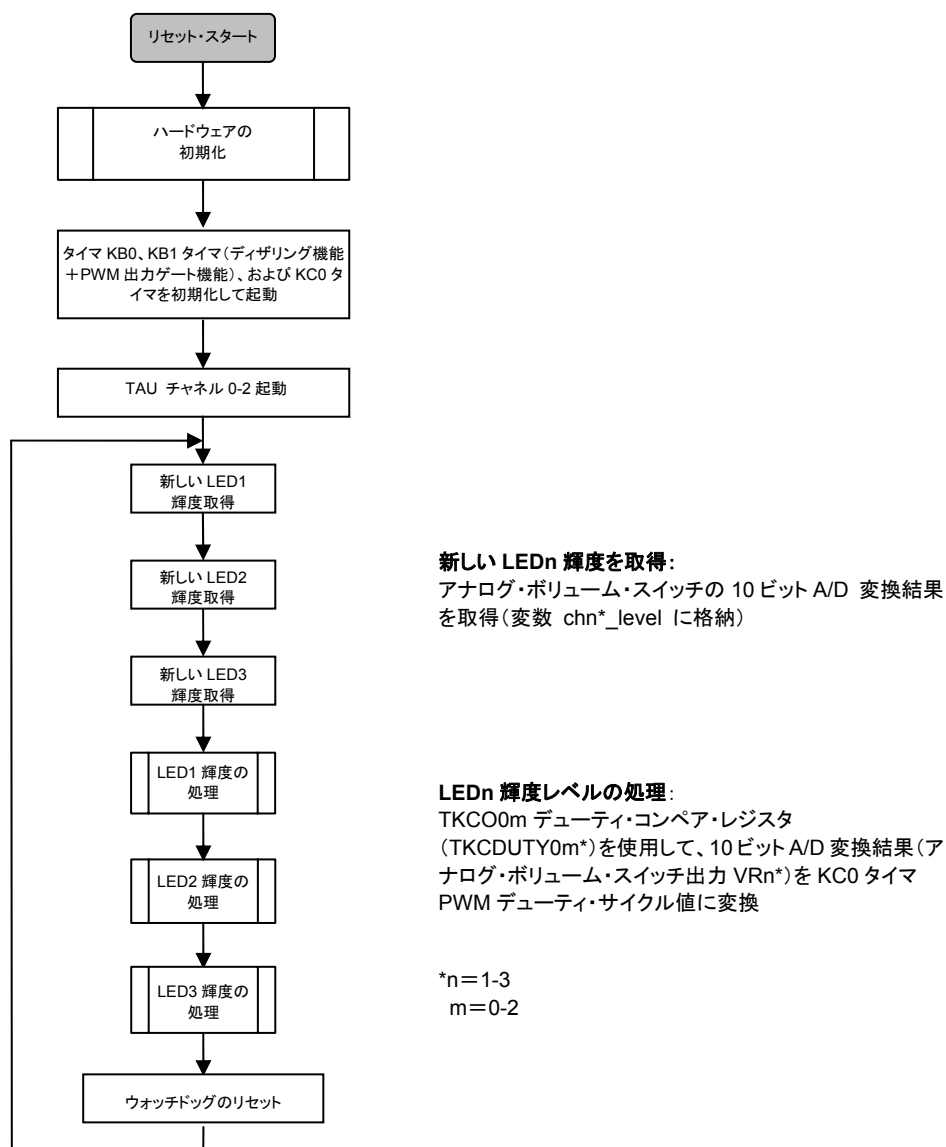 リセット・スタート
ハードウェアの
初期化
タイマ KB0、KB1 タイマ（ディザリング機能
＋PWM 出力ゲート機能）、および KC0 タ
イマを初期化して起動
TAU チャネル 0-2 起動
新しい LED1
輝度取得
新しい LED2
輝度取得
新しい LED3
輝度取得
LED1 輝度の
処理
LED2 輝度の
処理
LED3 輝度の
処理
ウォッチドッグのリセット
新しい LEDn 輝度を取得：
アナログ・ボリューム・スイッチの 10 ビット A/D 変換結果
を取得（変数 chn*_level に格納）
LEDn 輝度レベルの処理：
TKCO0m デューティ・コンペア・レジスタ
（TKCDUTY0m*）を使用して、10 ビット A/D 変換結果（ア
ナログ・ボリューム・スイッチ出力 VRn*）を KC0 タイマ
PWM デューティ・サイクル値に変換
*n＝1-3
m＝0-2